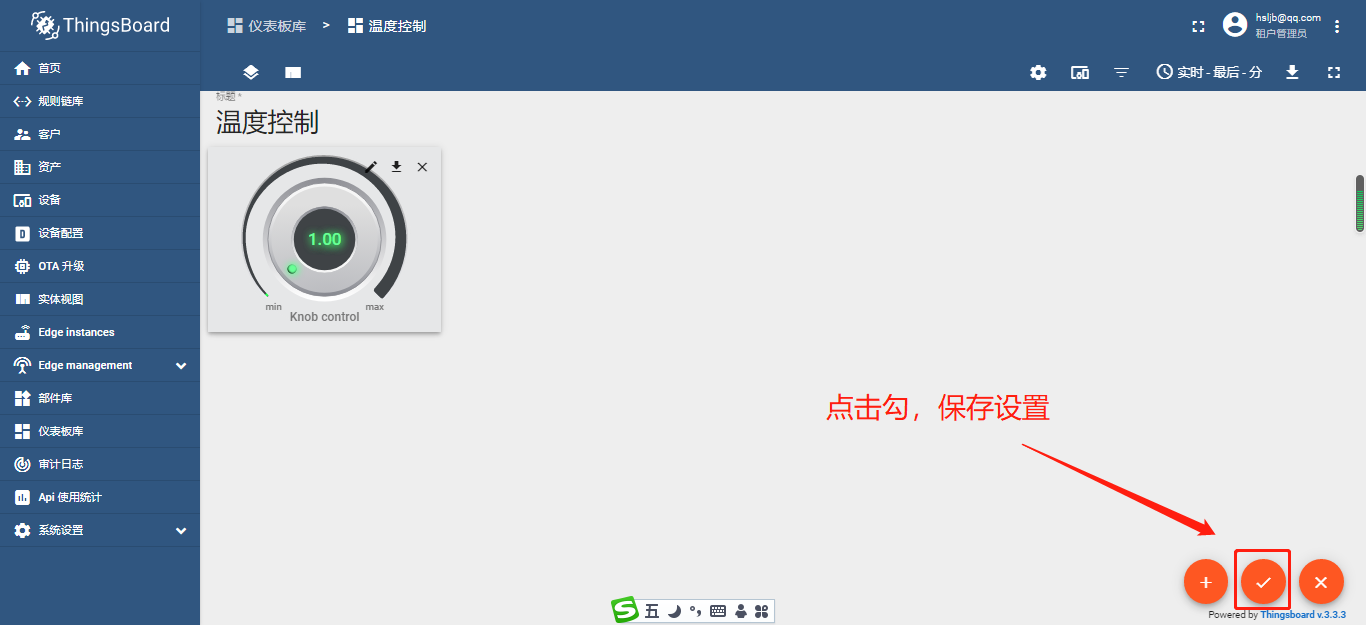 ThingsBoard
仪表板库 > 温度控制
hsljb@qq.com
租户管理员
首页
规则链库
客户
资产
设备
设备配置
OTA 升级
实体视图
Edge instances
Edge management
部件库
仪表板库
审计日志
Api 使用统计
系统设置
实时 - 最后 - 分
标题 *
温度控制
1.00
min
max
Knob control
点击勾，保存设置
五
Powered by Thingsboard v.3.3.3